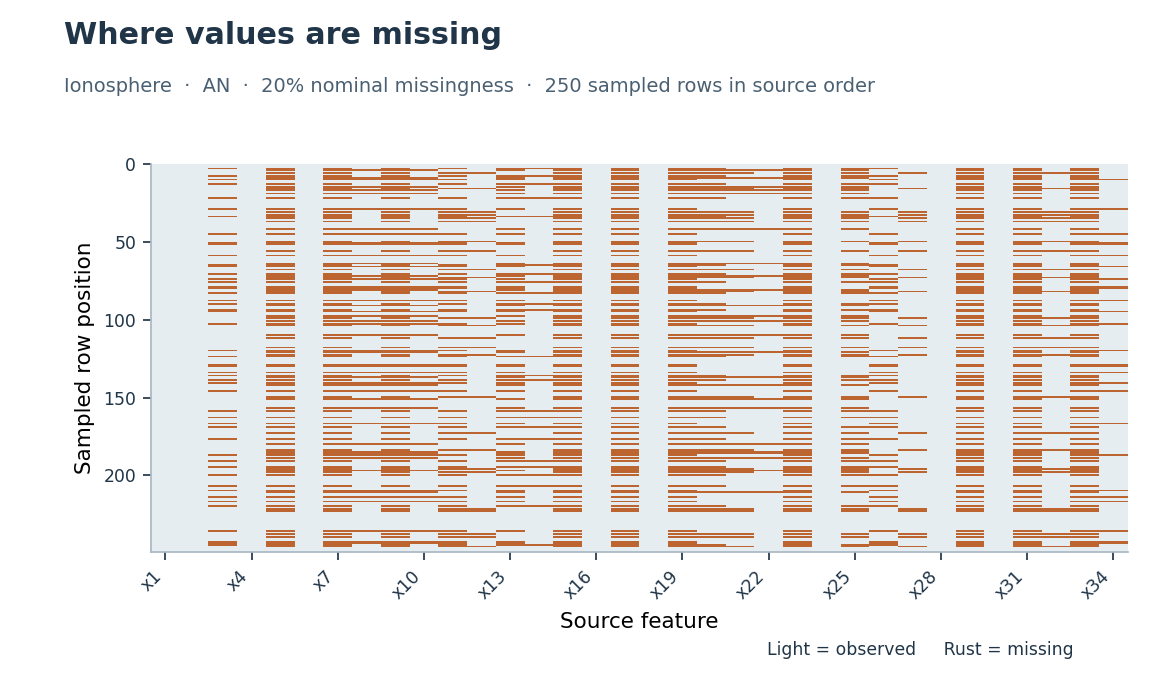 Where values are missing
Ionosphere · AN · 20% nominal missingness · 250 sampled rows in source order
0
50
100
150
200
Sampled row position
x1
x4
x7
x10
x13
x16
x19
x22
x25
x28
x31
x34
Source feature
Light = observed
Rust = missing